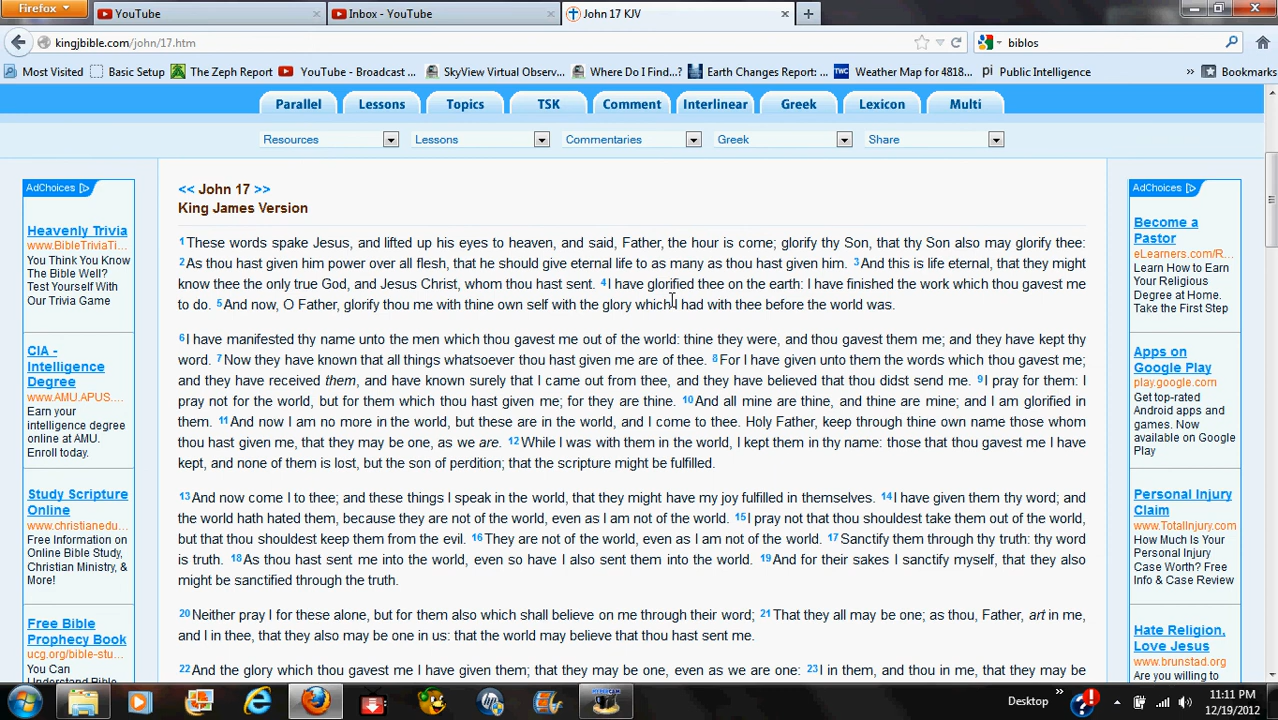 Firefox
YouTube
Inbox - YouTube
John 17 KJV
kingjbible.com/john/17.htm
biblos
Most Visited
Basic Setup
The Zeph Report
YouTube - Broadcast ...
SkyView Virtual Observ...
Where Do I Find...?
Earth Changes Report: ...
TWC Weather Map for 4818...
pi Public Intelligence
»
Bookmarks
Parallel
Lessons
Topics
TSK
Comment
Interlinear
Greek
Lexicon
Multi
Resources
Lessons
Commentaries
Greek
Share
<< John 17 >>
King James Version
1These words spake Jesus, and lifted up his eyes to heaven, and said, Father, the hour is come; glorify thy Son, that thy Son also may glorify thee:
2As thou hast given him power over all flesh, that he should give eternal life to as many as thou hast given him. 3And this is life eternal, that they might
know thee the only true God, and Jesus Christ, whom thou hast sent. 4I have glorified thee on the earth: I have finished the work which thou gavest me
to do. 5And now, O Father, glorify thou me with thine own self with the glory which I had with thee before the world was.
6I have manifested thy name unto the men which thou gavest me out of the world: thine they were, and thou gavest them me; and they have kept thy
word. 7Now they have known that all things whatsoever thou hast given me are of thee. 8For I have given unto them the words which thou gavest me;
and they have received them, and have known surely that I came out from thee, and they have believed that thou didst send me. 9I pray for them: I
pray not for the world, but for them which thou hast given me; for they are thine. 10And all mine are thine, and thine are mine; and I am glorified in
them. 11And now I am no more in the world, but these are in the world, and I come to thee. Holy Father, keep through thine own name those whom
thou hast given me, that they may be one, as we are. 12While I was with them in the world, I kept them in thy name: those that thou gavest me I have
kept, and none of them is lost, but the son of perdition; that the scripture might be fulfilled.
13And now come I to thee; and these things I speak in the world, that they might have my joy fulfilled in themselves. 14I have given them thy word; and
the world hath hated them, because they are not of the world, even as I am not of the world. 15I pray not that thou shouldest take them out of the world,
but that thou shouldest keep them from the evil. 16They are not of the world, even as I am not of the world. 17Sanctify them through thy truth: thy word
is truth. 18As thou hast sent me into the world, even so have I also sent them into the world. 19And for their sakes I sanctify myself, that they also
might be sanctified through the truth.
20Neither pray I for these alone, but for them also which shall believe on me through their word; 21That they all may be one; as thou, Father, art in me,
and I in thee, that they also may be one in us: that the world may believe that thou hast sent me.
22And the glory which thou gavest me I have given them; that they may be one, even as we are one: 23I in them, and thou in me, that they may be
AdChoices
Heavenly Trivia
www.BibleTriviaTi...
You Think You
Know The Bible
Well? Test it With
Our Trivia Game
CIA -
Intelligence
Degree
www.AMU.APUS....
Earn your
intelligence degree
online at AMU.
Enroll today.
Study Scripture
Online
www.christianedu...
Free Information on
Online Bible Study,
Christian Ministry, &
More!
Free Bible
Prophecy Book
ucg.org/bible-stu...
You Can
Understand Bible
AdChoices
Become a
Pastor
eLearners.com/R...
Earn Your
Religious Degree at
Home. Take the
First Step
Apps on
Google Play
play.google.com
Get top-rated
Android apps and
games. Now
available on Google
Play
Personal Injury
Claim
www.TotalInjury.com
How Much Is Your
Personal Injury
Case Worth? Free
Info & Case Review
Hate Religion,
Love Jesus
www.brunstad.org
Are you willing to
Desktop
»
11:11 PM
12/19/2012